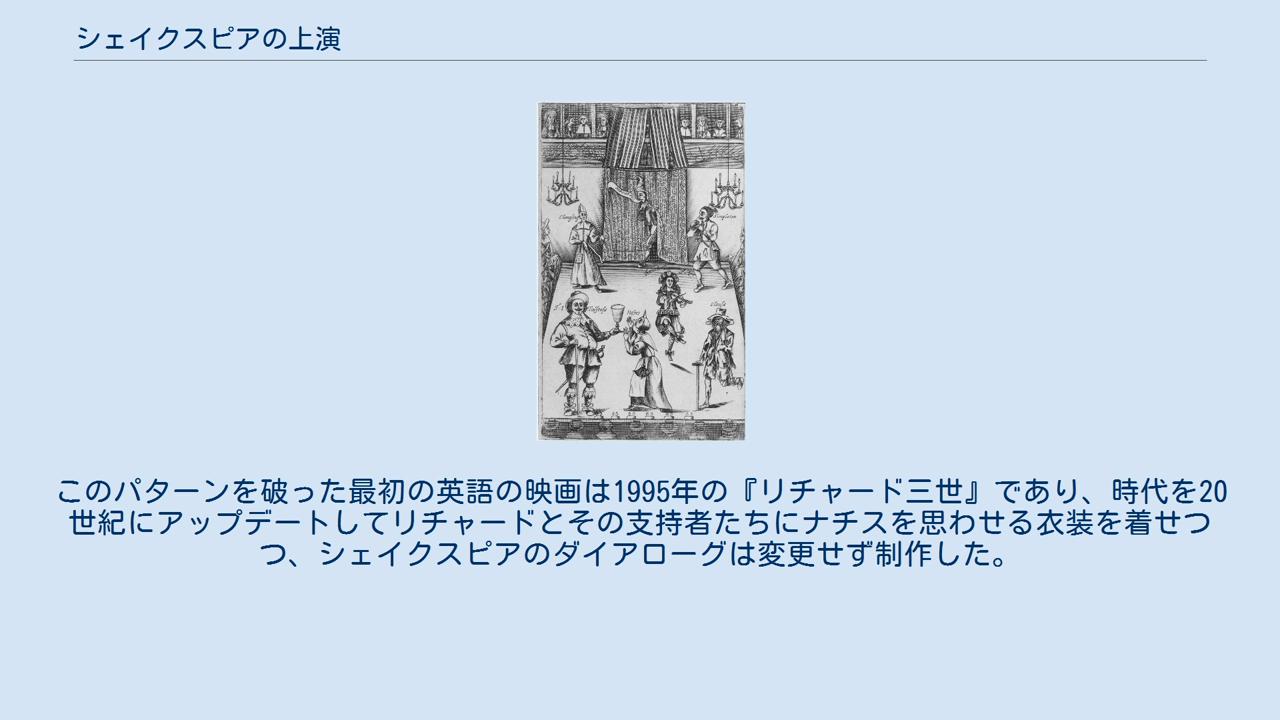 シェイクスピアの上演
このパターンを破った最初の英語の映画は1995年の『リチャード三世』であり、時代を20
世紀にアップデートしてリチャードとその支持者たちにナチスを思わせる衣装を着せつ
つ、シェイクスピアのダイアローグは変更せず制作した。